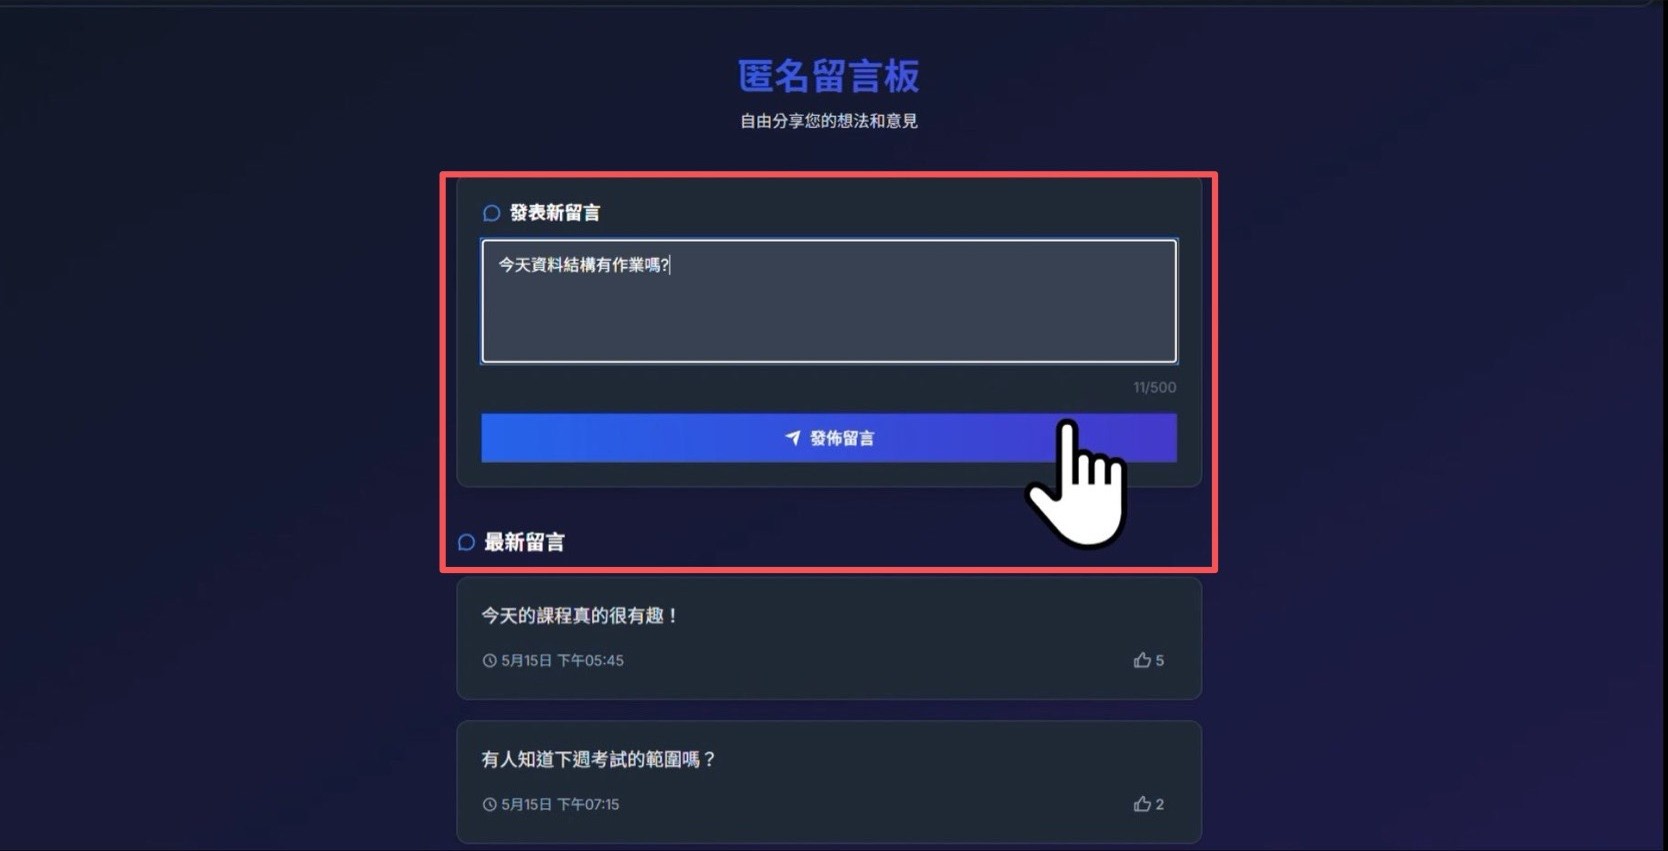 匿名留言板
自由分享您的想法和意見
發表新留言
今天資料結構有作業嗎?
11/500
發佈留言
最新留言
今天的課程真的很有趣！
5月15日 下午05:45
5
有人知道下週考試的範圍嗎？
5月15日 下午07:15
2